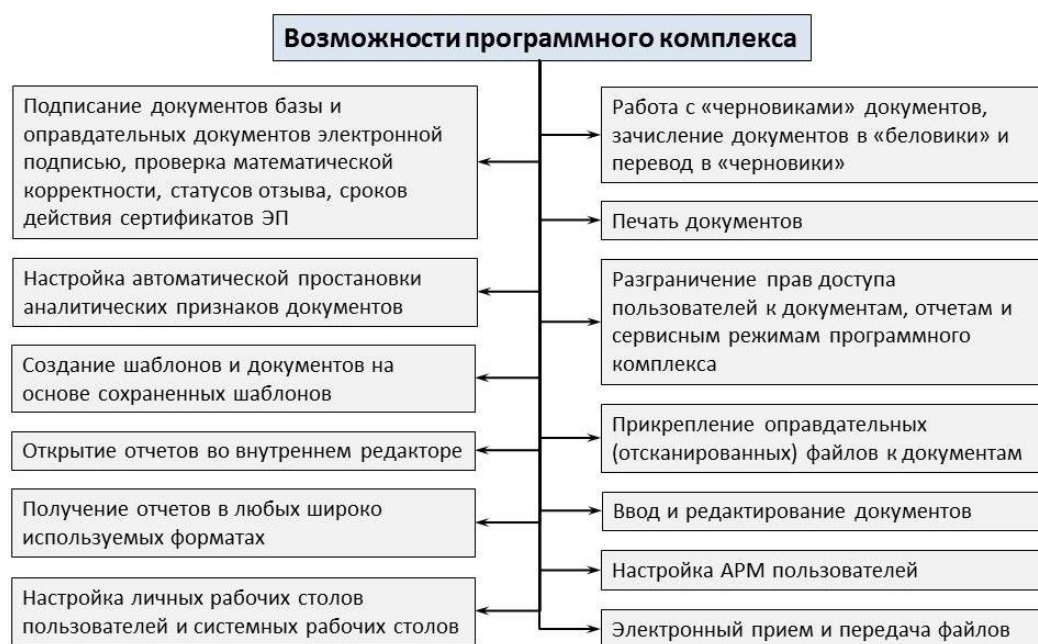 Возможности программного комплекса
Подписание документов базы и
оправдательных документов электронной
подписью, проверка математической
корректности, статусов отзыва, сроков
действия сертификатов ЭП
Настройка автоматической простановки
аналитических признаков документов
Создание шаблонов и документов на
основе сохраненных шаблонов
Открытие отчетов во внутреннем редакторе
Получение отчетов в любых широко
используемых форматах
Настройка личных рабочих столов
пользователей и системных рабочих столов
Работа с «черновиками» документов,
зачисление документов в «беловики» и
перевод в «черновики»
Печать документов
Разграничение прав доступа
пользователей к документам, отчетам и
сервисным режимам программного
комплекса
Прикрепление оправдательных
(отсканированных) файлов к документам
Ввод и редактирование документов
Настройка АРМ пользователей
Электронный прием и передача файлов